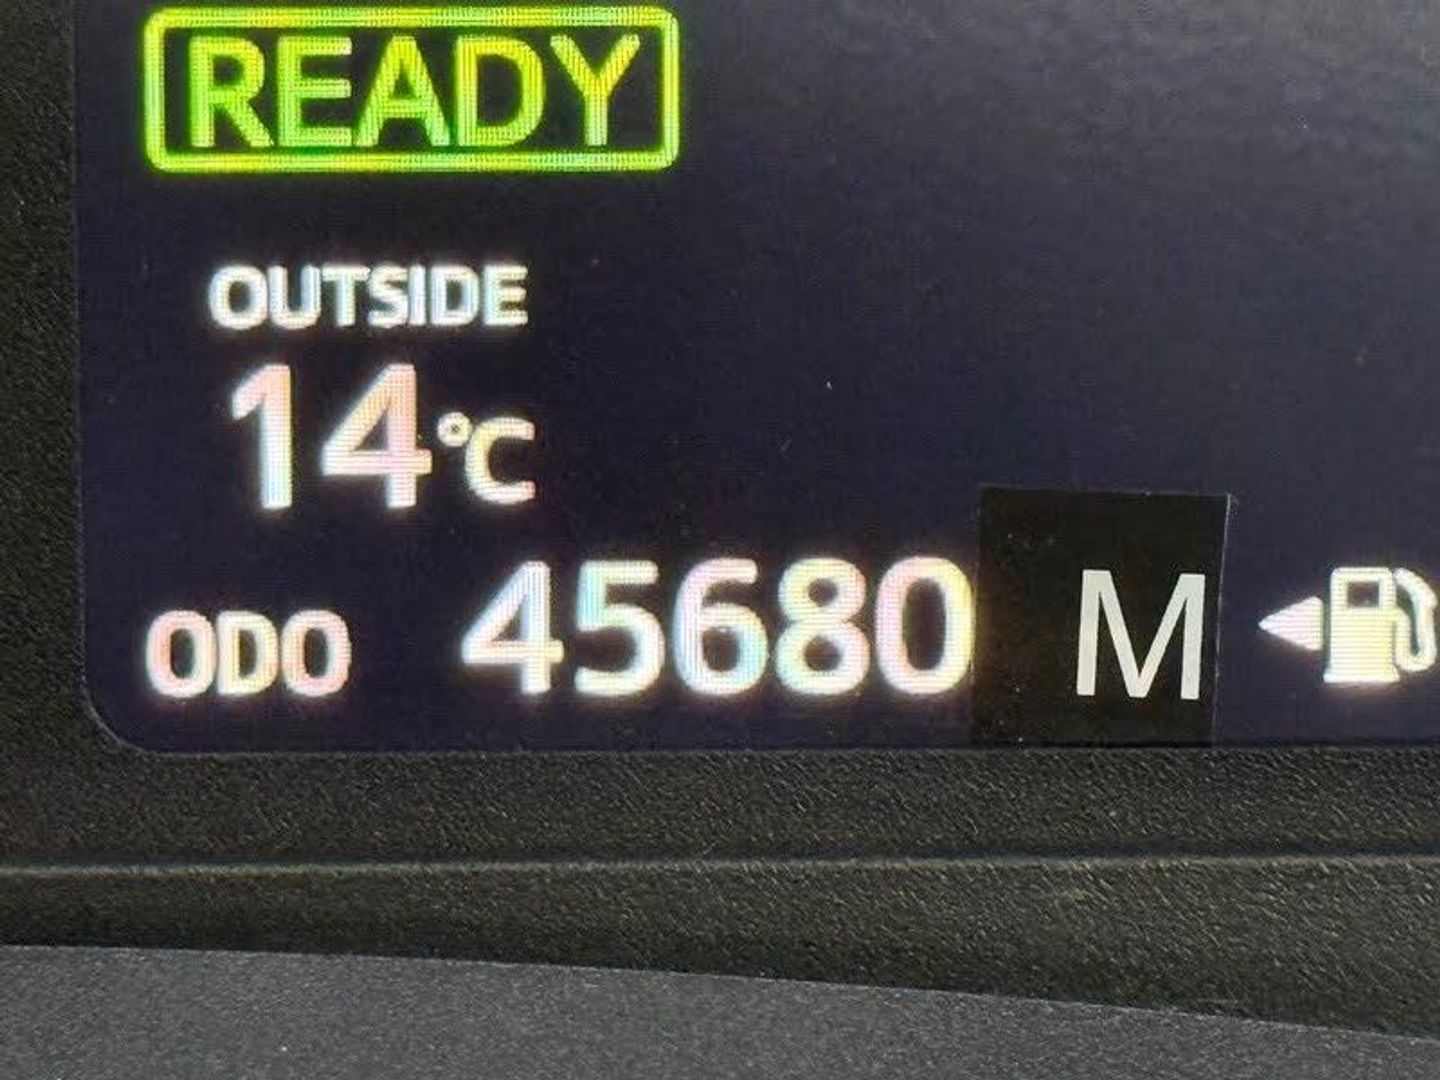 READY
OUTSIDE
14°C
ODO 45680 M